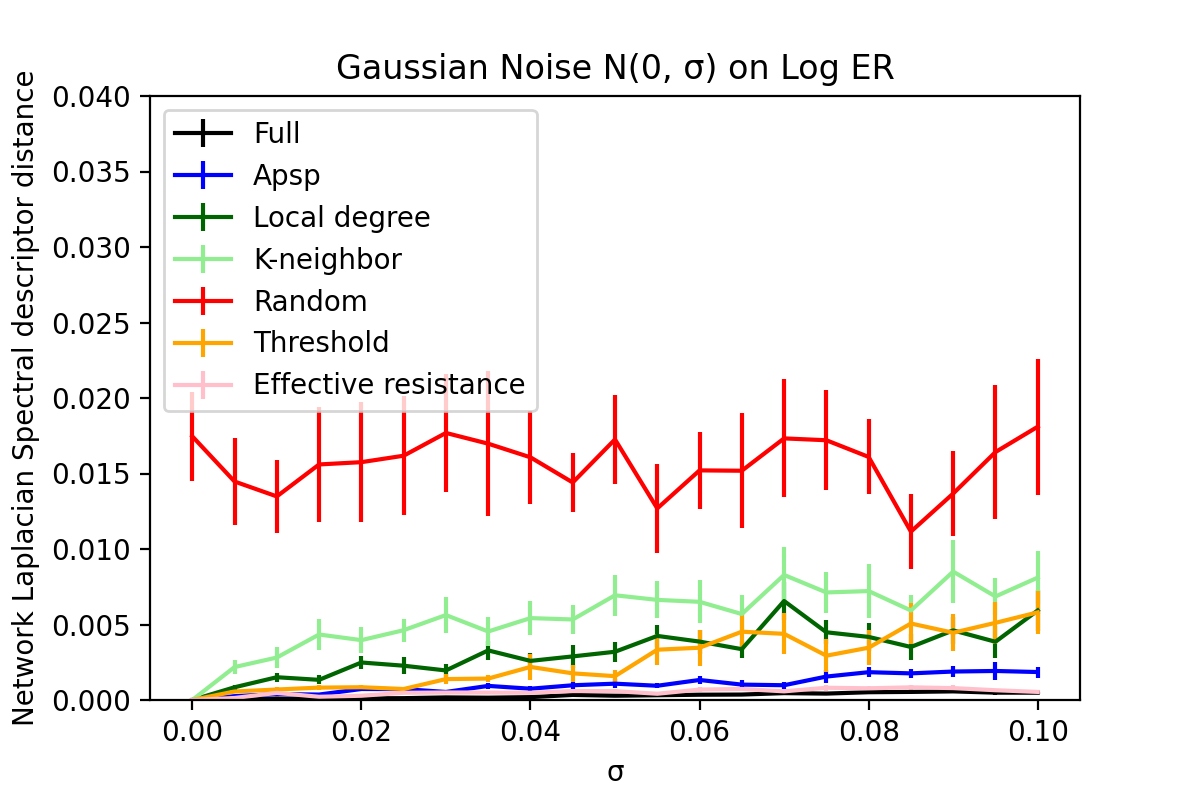 Gaussian Noise N(0, σ) on Log ER
Network Laplacian Spectral descriptor distance
0.040
0.035
0.030
0.025
0.020
0.015
0.010
0.005
0.000
Full
Apsp
Local degree
K-neighbor
Random
Threshold
Effective resistance
0.00 0.02 0.04 0.06 0.08 0.10
σ